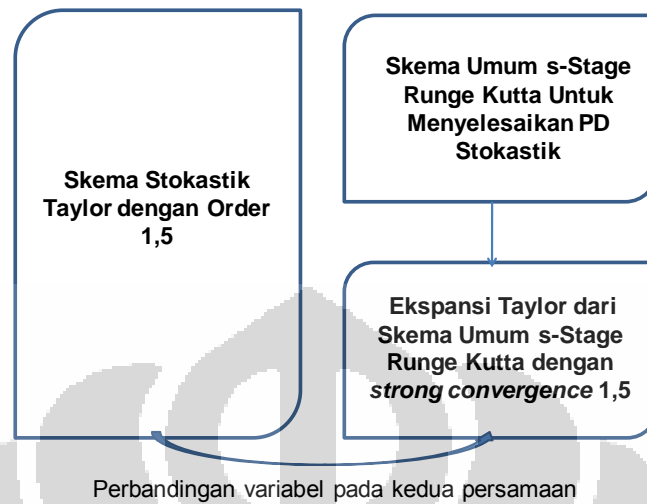 Skema Stokastik
Taylor dengan Order
1,5
Skema Umum s-Stage
Runge Kutta Untuk
Menyelesaikan PD
Stokastik
Ekspansi Taylor dari
Skema Umum s-Stage
Runge Kutta dengan
strong convergence 1,5
Perbandingan variabel pada kedua persamaan